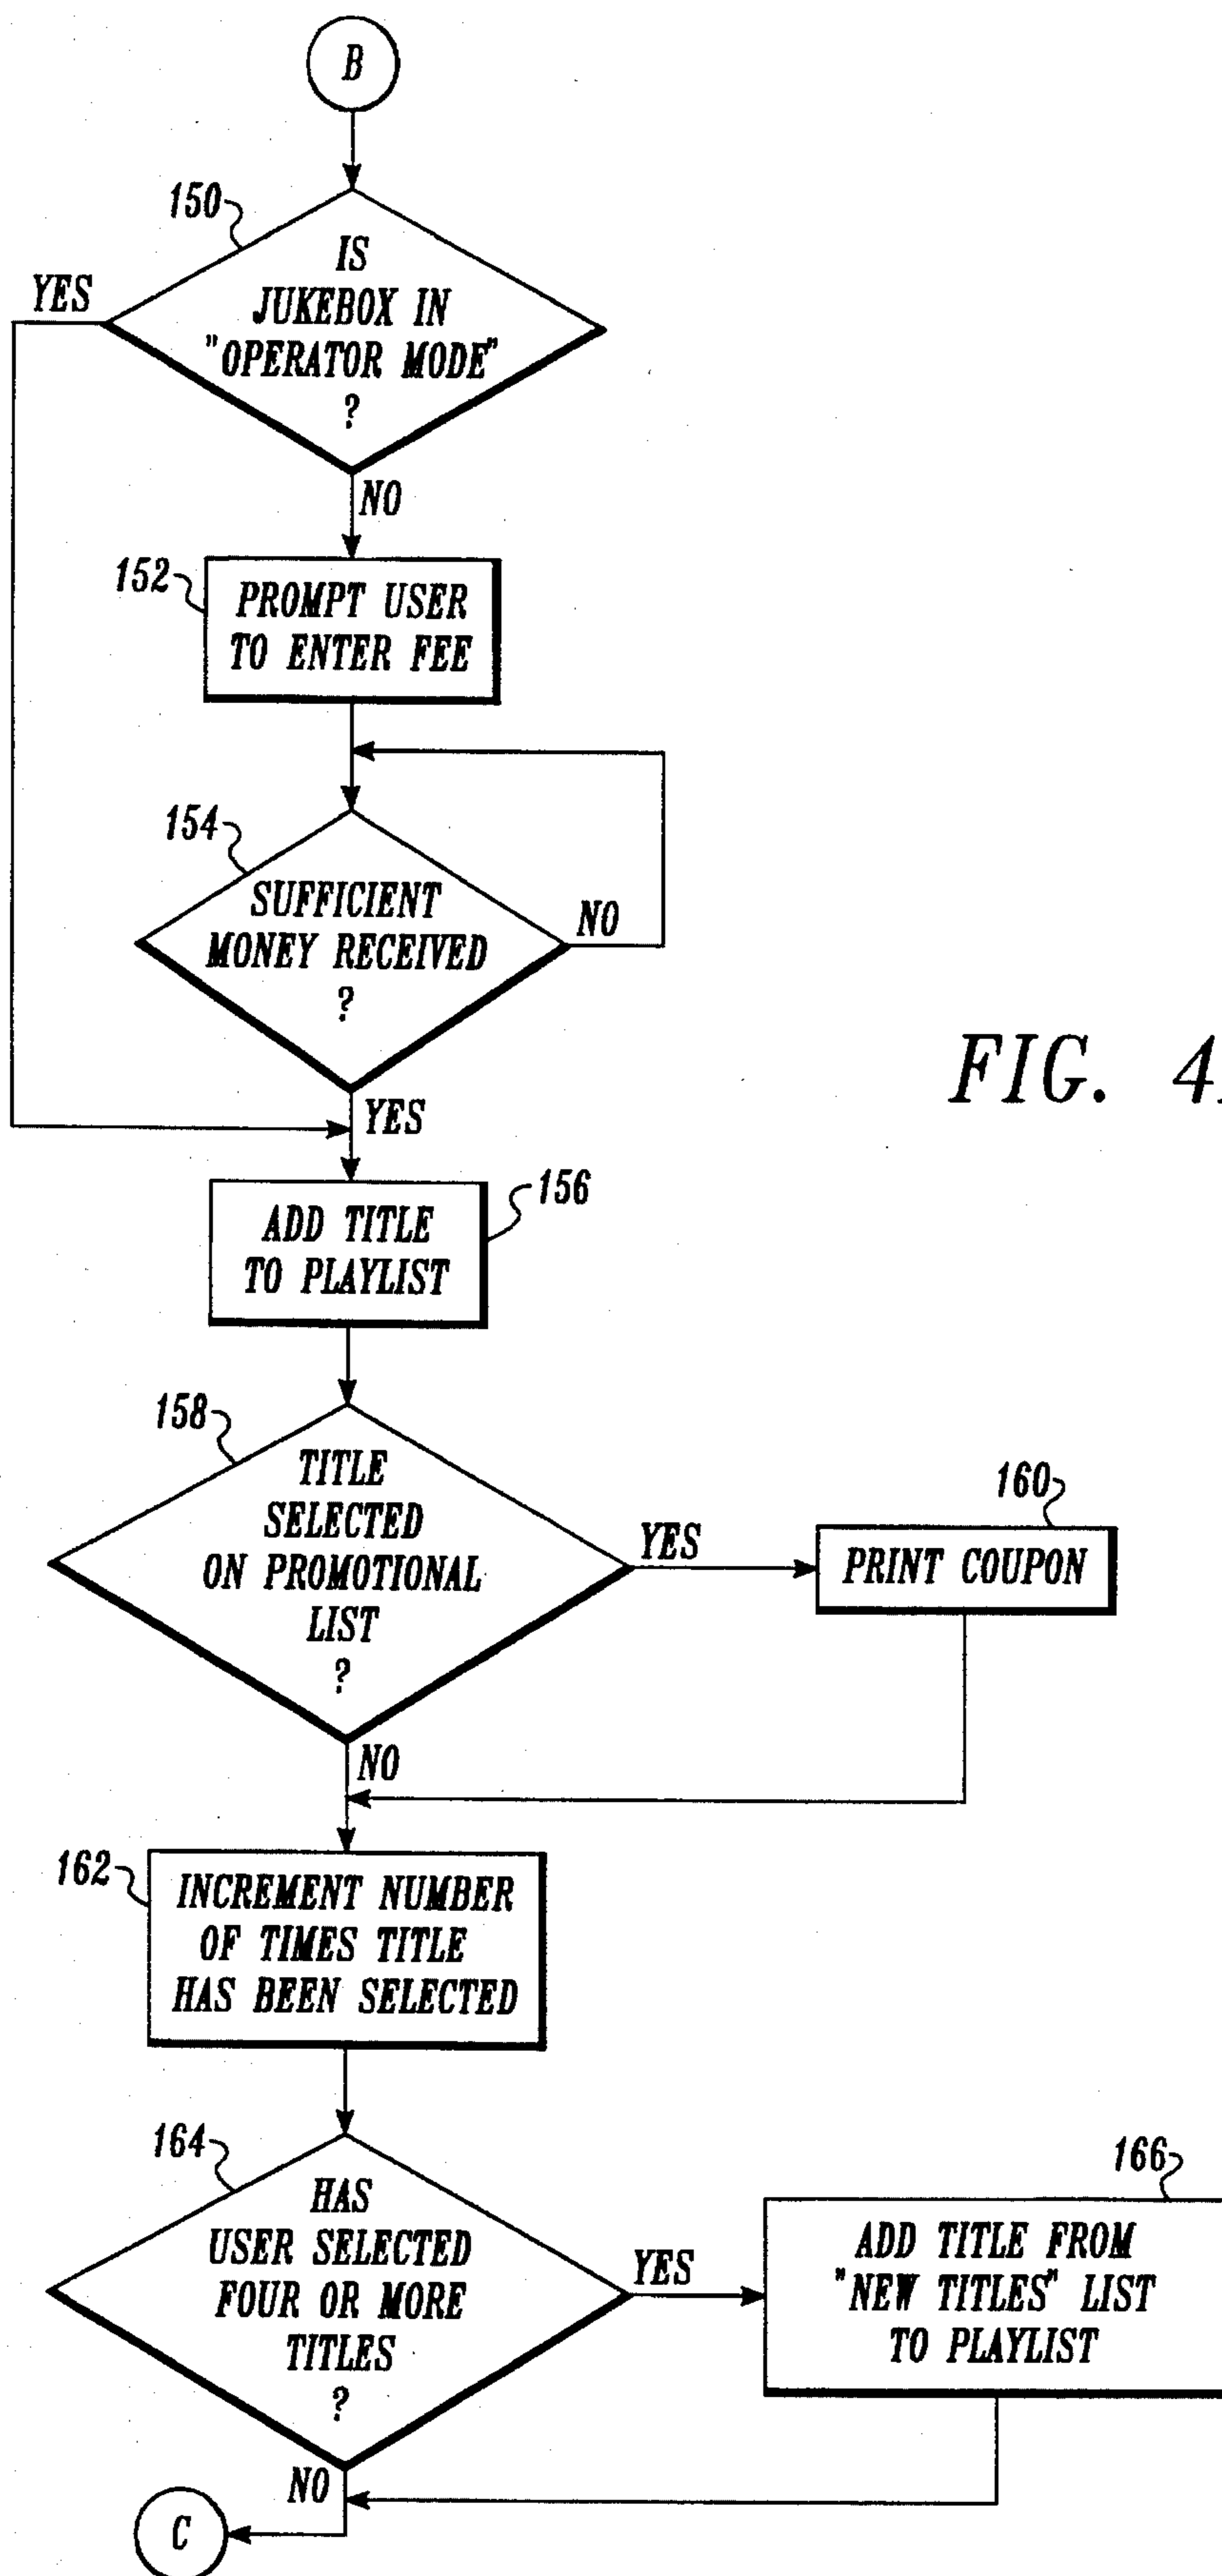 B
150
IS
JUKEBOX IN
"OPERATOR MODE"
?
YES
NO
152
PROMPT USER
TO ENTER FEE
154
SUFFICIENT
MONEY RECEIVED
?
NO
YES
FIG. 4
156
ADD TITLE
TO PLAYLIST
158
TITLE
SELECTED
ON PROMOTIONAL
LIST
?
YES
160
PRINT COUPON
NO
162
INCREMENT NUMBER
OF TIMES TITLE
HAS BEEN SELECTED
164
HAS
USER SELECTED
FOUR OR MORE
TITLES
?
YES
166
ADD TITLE FROM
"NEW TITLES" LIST
TO PLAYLIST
NO
C